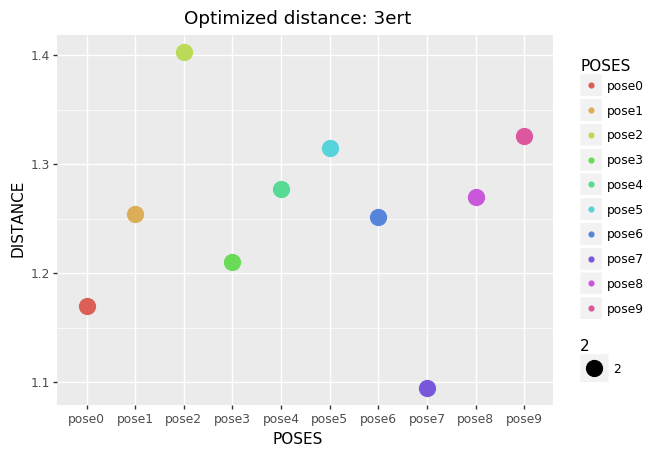 Optimized distance: 3ert
1.4
1.3
1.2
1.1
DISTANCE
pose0 pose1 pose2 pose3 pose4 pose5 pose6 pose7 pose8 pose9
POSES
POSES
pose0
pose1
pose2
pose3
pose4
pose5
pose6
pose7
pose8
pose9
2
2